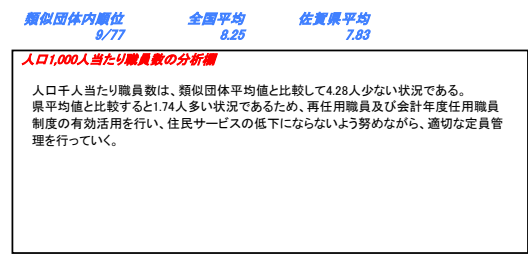 類似団体内順位 全国平均 佐賀県平均
9/77 8.25 7.83
人口1,000人当たり職員数の分析欄
人口千人当たり職員数は、類似団体平均値と比較して4.28人少ない状況である。
県平均値と比較すると1.74人多い状況であるため、再任用職員及び会計年度任用職員
制度の有効活用を行い、住民サービスの低下にならないよう努めながら、適切な定員管
理を行っていく。